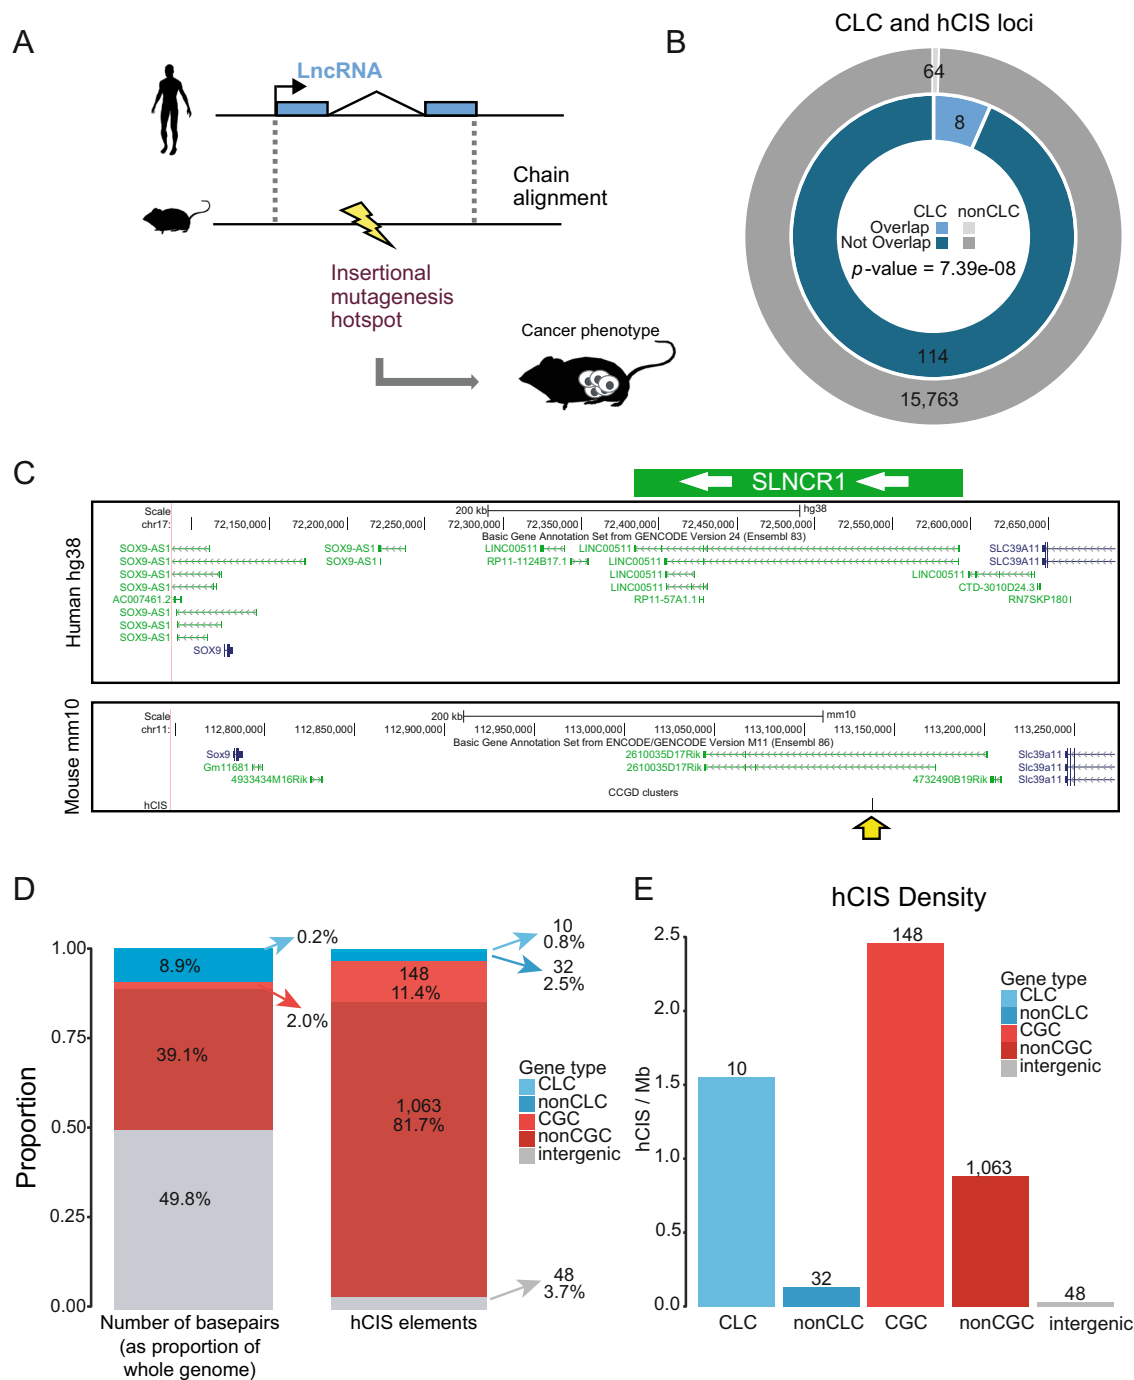 A
LncRNA
Chain
alignment
Insertional
mutagenesis
hotspot
Cancer phenotype
B
CLC and hCIS loci
64
8
CLC nonCLC
Overlap
Not Overlap
p-value = 7.39e-08
114
15,763
C
SLNCR1
Human hg38
Scale 200 kb hg38
chr17: 72,150,000 72,200,000 72,250,000 72,300,000 72,350,000 72,400,000 72,450,000 72,500,000 72,550,000 72,600,000 72,650,000
Basic Gene Annotation Set from GENCODE Version 24 (Ensembl 83)
SOX9-AS1 SOX9-AS1 LINC00511 LINC00511 SLC39A11
SOX9-AS1 SOX9-AS1 RP11-1124B17.1 LINC00511 SLC39A11
SOX9-AS1 LINC00511 LINC00511
SOX9-AS1 LINC00511 CTD-3010D24.3
AC007461.2 RP11-57A1.1 RN7SKP180
SOX9-AS1
SOX9-AS1
SOX9-AS1
SOX9
Mouse mm10
Scale 200 kb mm10
chr11: 112,800,000 112,850,000 112,900,000 112,950,000 113,000,000 113,050,000 113,100,000 113,150,000 113,200,000 113,250,000
Basic Gene Annotation Set from ENCODE/GENCODE Version M11 (Ensembl 86)
Sox9 2610035D17Rik Slc39a11
Gm11681 2610035D17Rik Slc39a11
4933434M16Rik 4732490B19Rik Slc39a11
CCGD clusters
hCIS
D
Proportion
1.00
0.75
0.50
0.25
0.00
0.2%
8.9%
2.0%
39.1%
49.8%
10
0.8%
32
2.5%
148
11.4%
1,063
81.7%
48
3.7%
Number of basepairs
(as proportion of
whole genome)
hCIS elements
Gene type
CLC
nonCLC
CGC
nonCGC
intergenic
E
hCIS Density
hCIS / Mb
2.5
2.0
1.5
1.0
0.5
0.0
10
32
148
1,063
48
CLC nonCLC CGC nonCGC intergenic
Gene type
CLC
nonCLC
CGC
nonCGC
intergenic